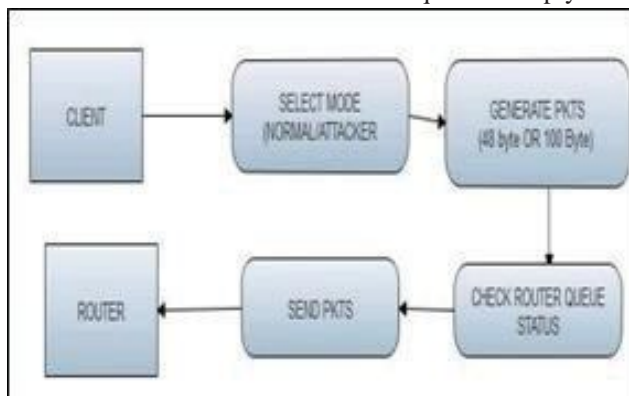 CLIENT
SELECT MODE
(NORMAL/ATTACKER
GENERATE PKTS
(48 byte OR 100 Byte)
ROUTER
SEND PKTS
CHECK ROUTER QUEUE
STATUS